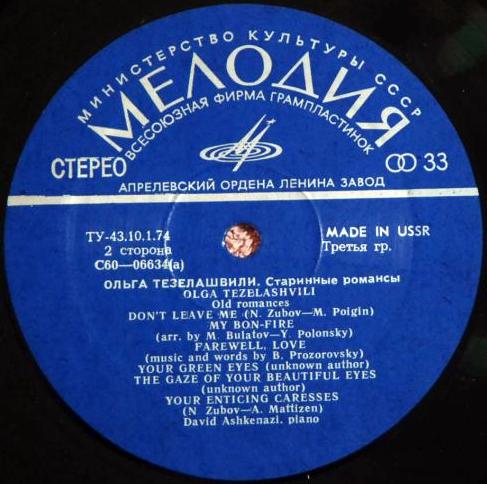 МИНИСТЕРСТВО КУЛЬТУРЫ СССР
МЕЛОДИЯ
ВСЕСОЮЗНАЯ ФИРМА ГРАМПЛАСТИНОК
СТЕРЕО
33
АПРЕЛЕВСКИЙ ОРДЕНА ЛЕНИНА ЗАВОД
ТУ-43.10.1.74
2 сторона
С60—06634(а)
MADE IN USSR
Третья гр.
ОЛЬГА ТЕЗЕЛАШВИЛИ. Старинные романсы
OLGA TEZELASHVILI
Old romances
DON'T LEAVE ME (N. Zubov—M. Poigin)
MY BON-FIRE
(arr. by M. Bulatov—Y. Polonsky)
FAREWELL, LOVE
(music and words by B. Prozorovsky)
YOUR GREEN EYES (unknown author)
THE GAZE OF YOUR BEAUTIFUL EYES
(unknown author)
YOUR ENTICING CARESSES
(N Zubov—A. Mattizen)
David Ashkenazi, piano